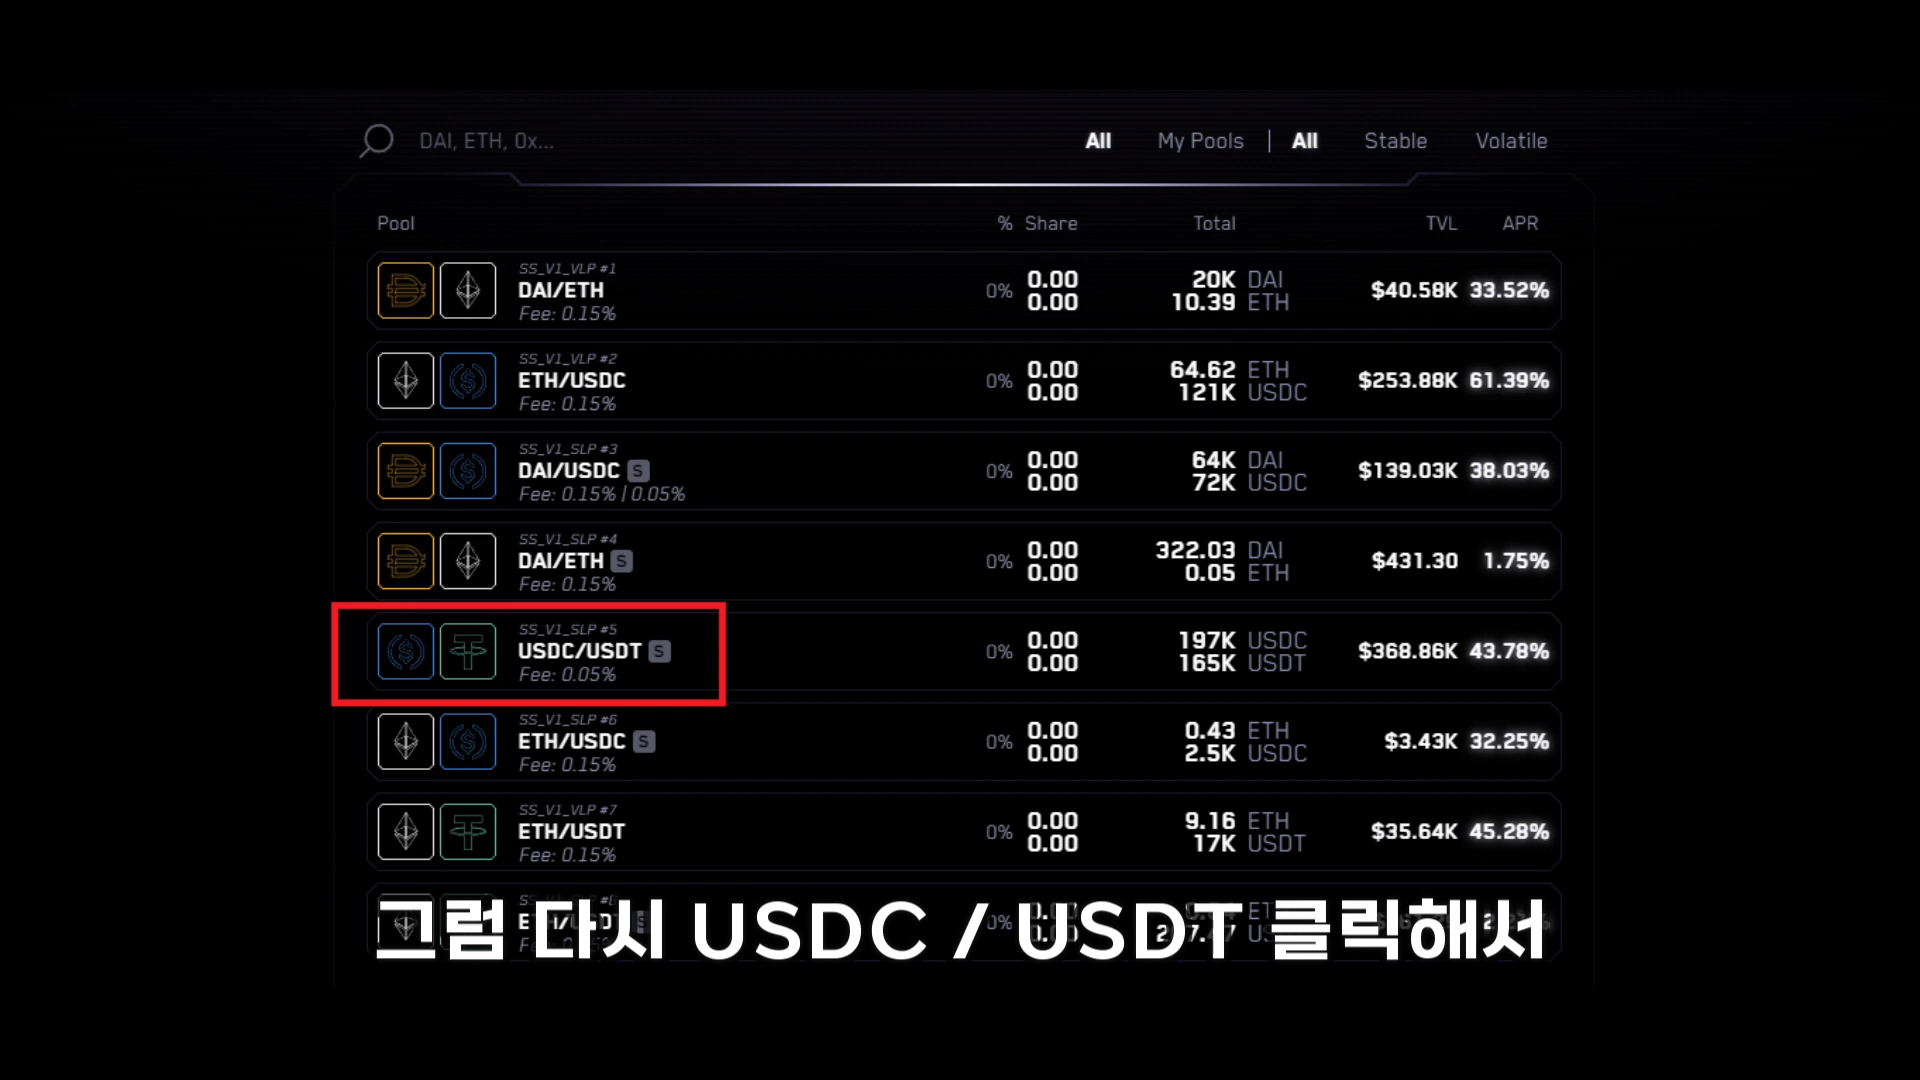 DAI, ETH, 0x...
All My Pools | All Stable Volatile
Pool % Share Total TVL APR
SS_V1_VLP #1
DAI/ETH
Fee: 0.15%
0% 0.00 20K DAI $40.58K 33.52%
0.00 10.39 ETH
SS_V1_VLP #2
ETH/USDC
Fee: 0.15%
0% 0.00 64.62 ETH $253.88K 61.39%
0.00 121K USDC
SS_V1_SLP #3
DAI/USDC S
Fee: 0.15% | 0.05%
0% 0.00 64K DAI $139.03K 38.03%
0.00 72K USDC
SS_V1_SLP #4
DAI/ETH S
Fee: 0.15%
0% 0.00 322.03 DAI $431.30 1.75%
0.00 0.05 ETH
SS_V1_SLP #5
USDC/USDT S
Fee: 0.05%
0% 0.00 197K USDC $368.86K 43.78%
0.00 165K USDT
SS_V1_SLP #6
ETH/USDC S
Fee: 0.15%
0% 0.00 0.43 ETH $3.43K 32.25%
0.00 2.5K USDC
SS_V1_VLP #7
ETH/USDT
Fee: 0.15%
0% 0.00 9.16 ETH $35.64K 45.28%
0.00 17K USDT
그럼 다시 USDC / USDT 클릭해서